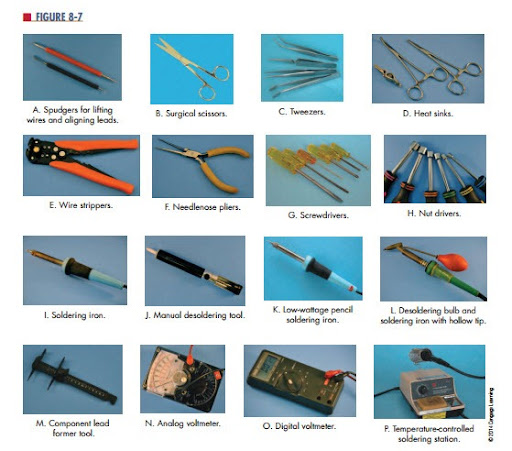 FIGURE 8-7
A. Spudgers for lifting
wires and aligning leads.
B. Surgical scissors.
C. Tweezers.
D. Heat sinks.
E. Wire strippers.
F. Needlenose pliers.
G. Screwdrivers.
H. Nut drivers.
I. Soldering iron.
J. Manual desoldering tool.
K. Low-wattage pencil
soldering iron.
L. Desoldering bulb and
soldering iron with hollow tip.
M. Component lead
former tool.
N. Analog voltmeter.
O. Digital voltmeter.
P. Temperature-controlled
soldering station.
© 2014 Cengage Learning